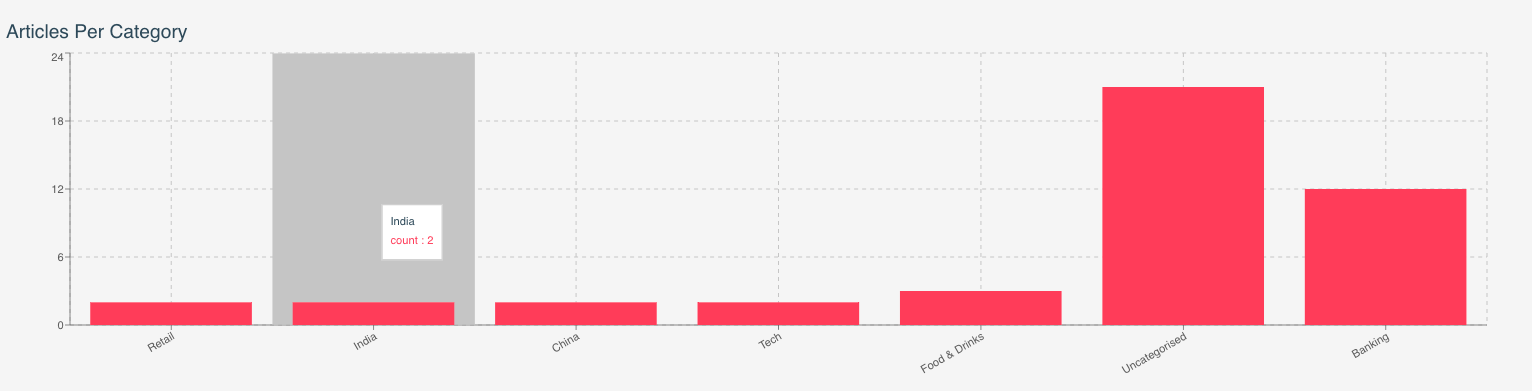 Articles Per Category
24
18
12
6
0
India
count : 2
Retail
India
China
Tech
Food & Drinks
Uncategorised
Banking